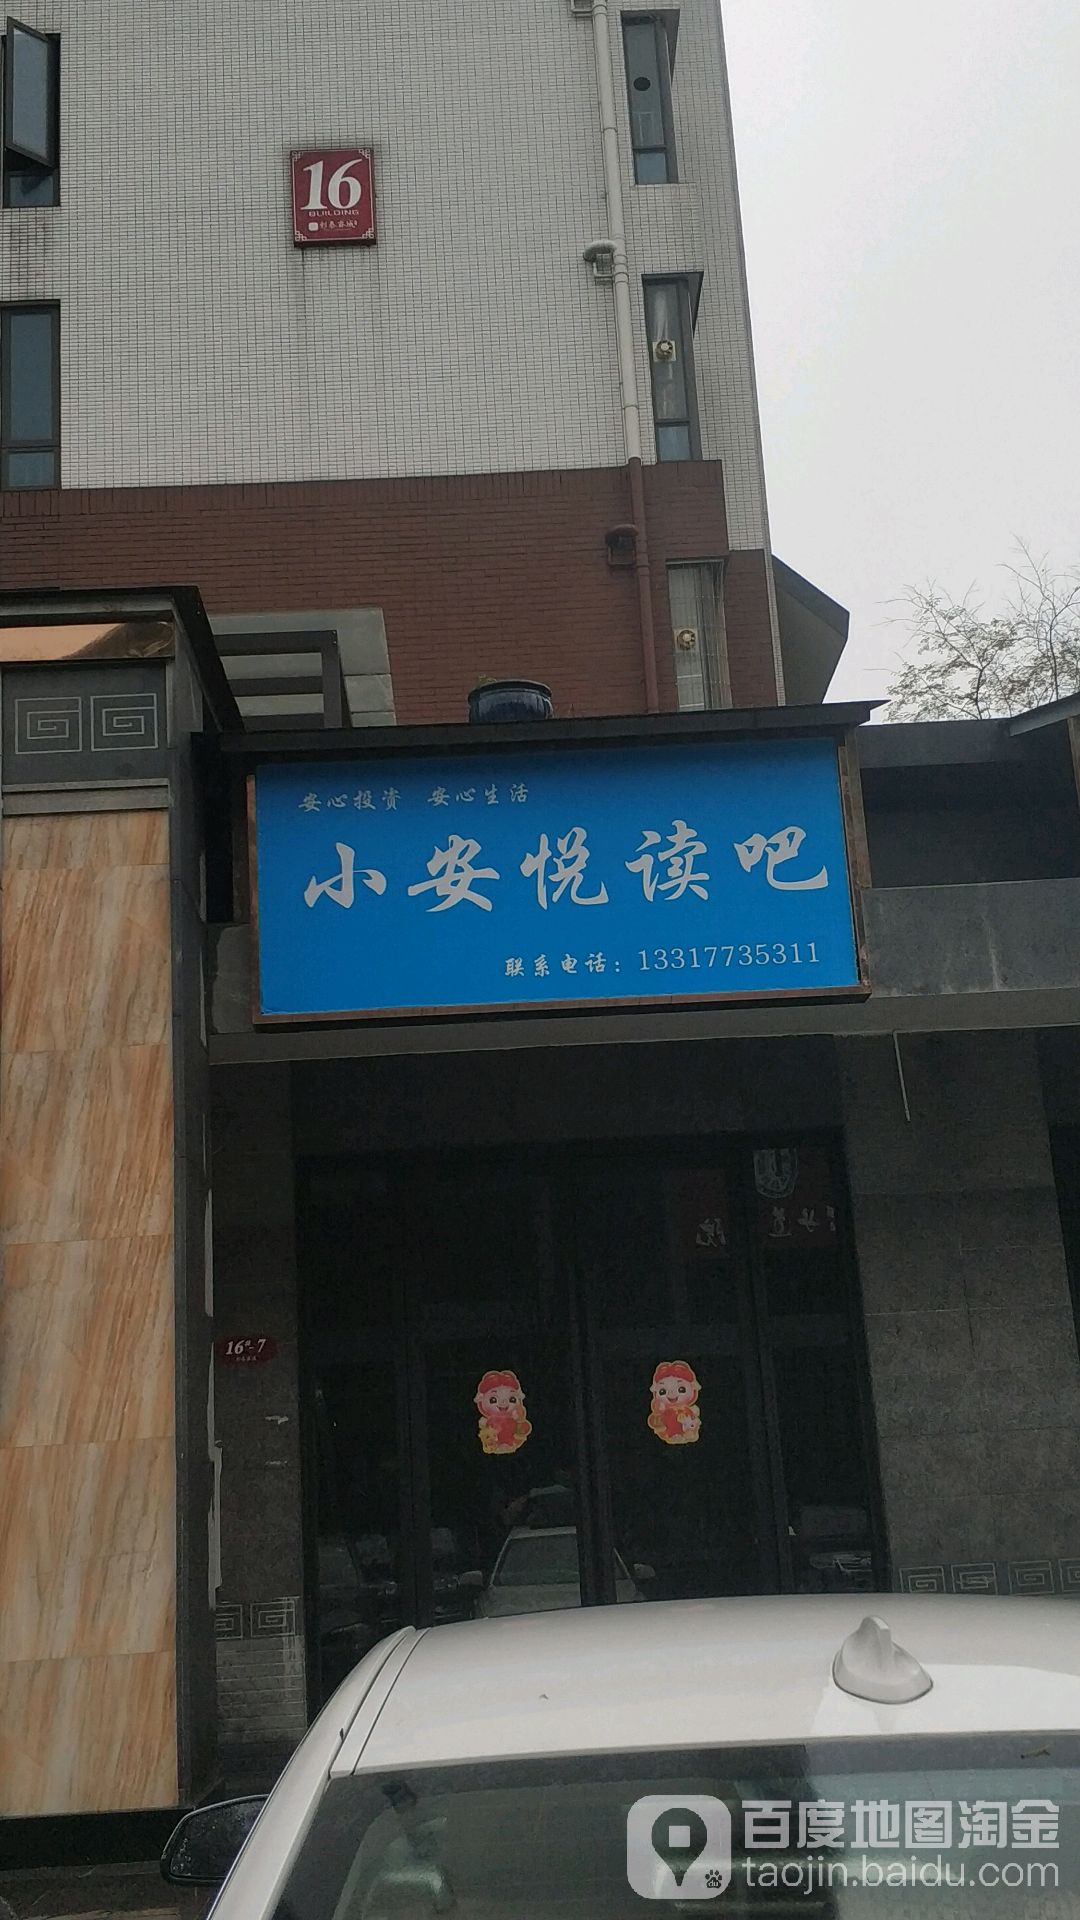 16
BUILDING
安心投资 安心生活
小安悦读吧
联系电话：13317735311
16#-7
百度地图淘金
taojin.baidu.com